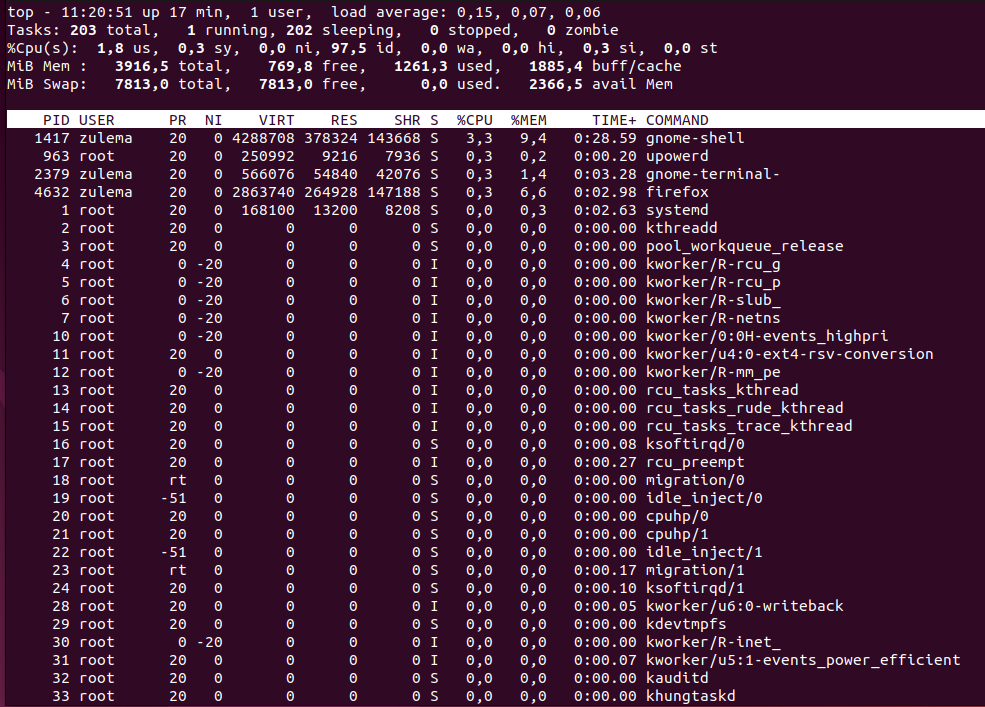 top - 11:20:51 up 17 min,  1 user,  load average: 0,15, 0,07, 0,06
Tasks: 203 total,   1 running, 202 sleeping,   0 stopped,   0 zombie
%Cpu(s):  1,8 us,  0,3 sy,  0,0 ni, 97,5 id,  0,0 wa,  0,0 hi,  0,3 si,  0,0 st
MiB Mem :   3916,5 total,    769,8 free,   1261,3 used,   1885,4 buff/cache
MiB Swap:   7813,0 total,   7813,0 free,      0,0 used.   2366,5 avail Mem
PID USER      PR  NI    VIRT    RES    SHR S  %CPU  %MEM     TIME+ COMMAND
1417 zulema    20   0 4288708 378324 143668 S   3,3   9,4   0:28.59 gnome-shell
963 root      20   0  250992   9216   7936 S   0,3   0,2   0:00.20 upowerd
2379 zulema    20   0  566076  54840  42076 S   0,3   1,4   0:03.28 gnome-terminal-
4632 zulema    20   0 2863740 264928 147188 S   0,3   6,6   0:02.98 firefox
1 root      20   0  168100  13200   8208 S   0,0   0,3   0:02.63 systemd
2 root      20   0       0      0      0 S   0,0   0,0   0:00.00 kthreadd
3 root      20   0       0      0      0 S   0,0   0,0   0:00.00 pool_workqueue_release
4 root       0 -20       0      0      0 I   0,0   0,0   0:00.00 kworker/R-rcu_g
5 root       0 -20       0      0      0 I   0,0   0,0   0:00.00 kworker/R-rcu_p
6 root       0 -20       0      0      0 I   0,0   0,0   0:00.00 kworker/R-slub_
7 root       0 -20       0      0      0 I   0,0   0,0   0:00.00 kworker/R-netns
10 root       0 -20       0      0      0 I   0,0   0,0   0:00.00 kworker/0:0H-events_highpri
11 root      20   0       0      0      0 I   0,0   0,0   0:00.00 kworker/u4:0-ext4-rsv-conversion
12 root       0 -20       0      0      0 I   0,0   0,0   0:00.00 kworker/R-mm_pe
13 root      20   0       0      0      0 I   0,0   0,0   0:00.00 rcu_tasks_kthread
14 root      20   0       0      0      0 I   0,0   0,0   0:00.00 rcu_tasks_rude_kthread
15 root      20   0       0      0      0 I   0,0   0,0   0:00.00 rcu_tasks_trace_kthread
16 root      20   0       0      0      0 S   0,0   0,0   0:00.08 ksoftirqd/0
17 root      20   0       0      0      0 I   0,0   0,0   0:00.27 rcu_preempt
18 root      rt   0       0      0      0 S   0,0   0,0   0:00.00 migration/0
19 root     -51   0       0      0      0 S   0,0   0,0   0:00.00 idle_inject/0
20 root      20   0       0      0      0 S   0,0   0,0   0:00.00 cpuhp/0
21 root      20   0       0      0      0 S   0,0   0,0   0:00.00 cpuhp/1
22 root     -51   0       0      0      0 S   0,0   0,0   0:00.00 idle_inject/1
23 root      rt   0       0      0      0 S   0,0   0,0   0:00.17 migration/1
24 root      20   0       0      0      0 S   0,0   0,0   0:00.10 ksoftirqd/1
28 root      20   0       0      0      0 I   0,0   0,0   0:00.05 kworker/u6:0-writeback
29 root      20   0       0      0      0 S   0,0   0,0   0:00.00 kdevtmpfs
30 root       0 -20       0      0      0 I   0,0   0,0   0:00.00 kworker/R-inet_
31 root      20   0       0      0      0 I   0,0   0,0   0:00.07 kworker/u5:1-events_power_efficient
32 root      20   0       0      0      0 S   0,0   0,0   0:00.00 kauditd
33 root      20   0       0      0      0 S   0,0   0,0   0:00.00 khungtaskd